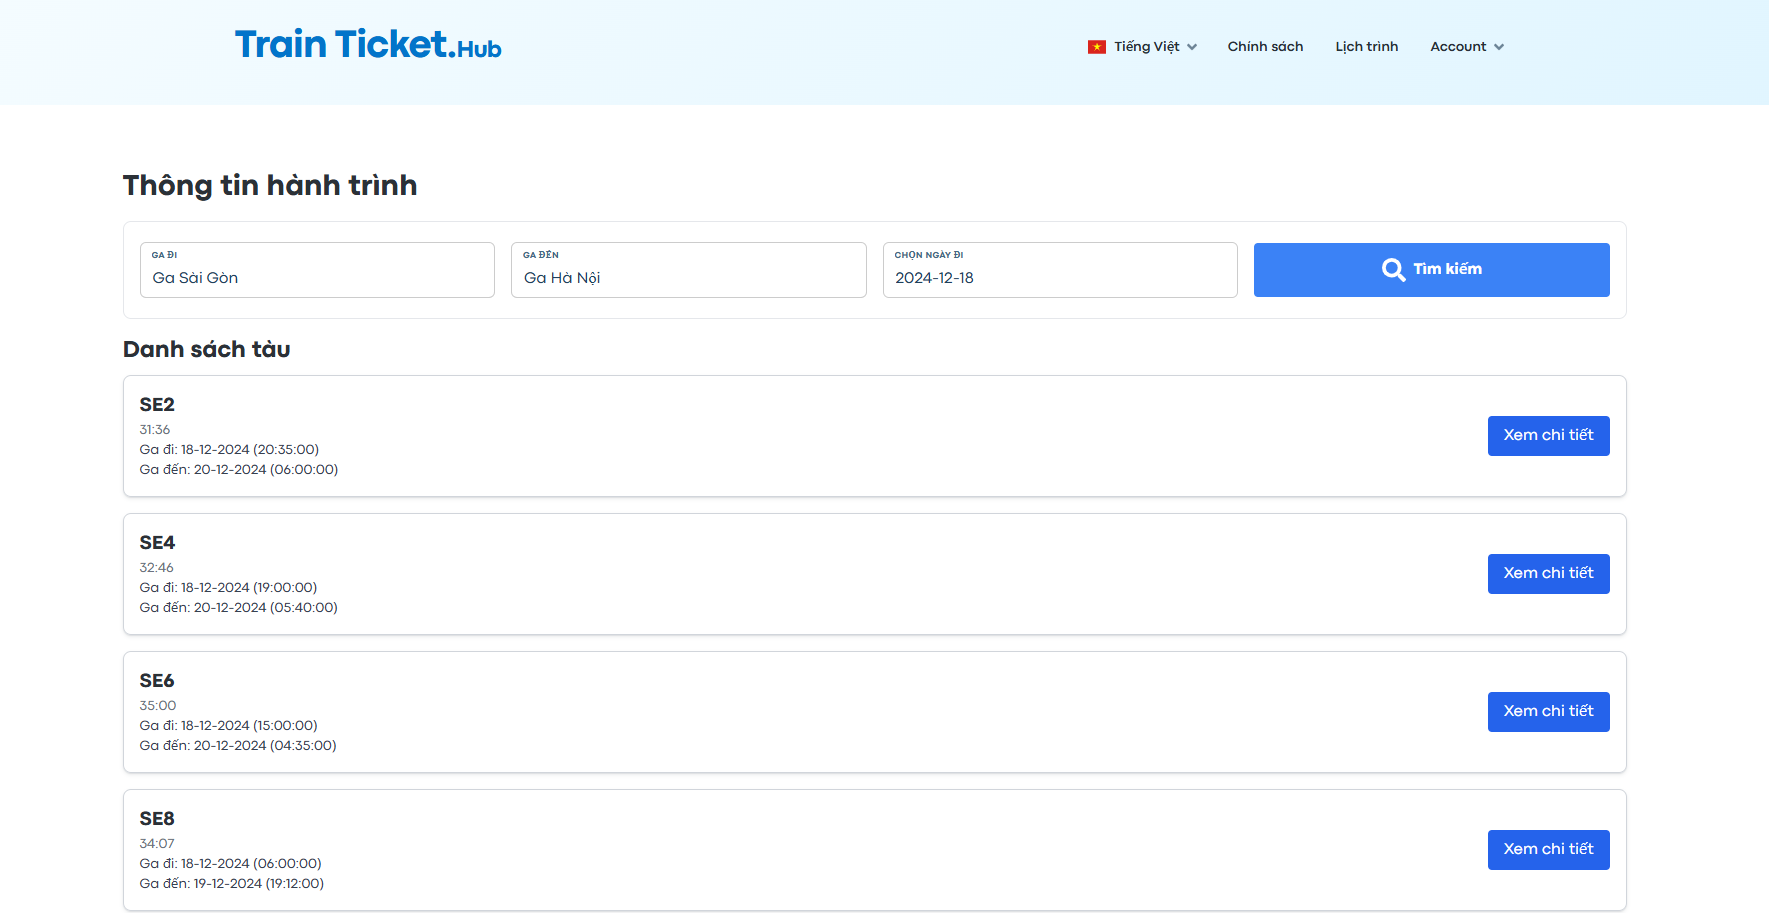 Train Ticket.Hub
Tiếng Việt Chính sách Lịch trình Account
Thông tin hành trình
GA ĐI GA ĐẾN CHỌN NGÀY ĐI
Ga Sài Gòn Ga Hà Nội 2024-12-18 Tìm kiếm
Danh sách tàu
SE2
31:36
Ga đi: 18-12-2024 (20:35:00)
Ga đến: 20-12-2024 (06:00:00)
Xem chi tiết
SE4
32:46
Ga đi: 18-12-2024 (19:00:00)
Ga đến: 20-12-2024 (05:40:00)
Xem chi tiết
SE6
35:00
Ga đi: 18-12-2024 (15:00:00)
Ga đến: 20-12-2024 (04:35:00)
Xem chi tiết
SE8
34:07
Ga đi: 18-12-2024 (06:00:00)
Ga đến: 19-12-2024 (19:12:00)
Xem chi tiết